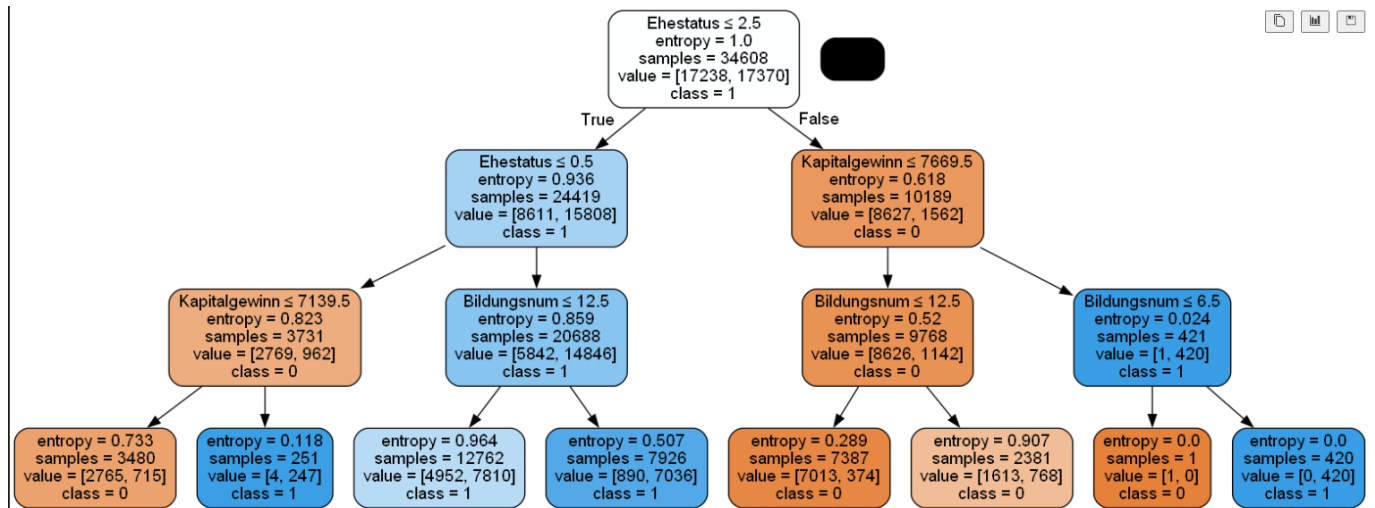 Ehestatus ≤ 2.5
entropy = 1.0
samples = 34608
value = [17238, 17370]
class = 1
True
False
Ehestatus ≤ 0.5
entropy = 0.936
samples = 24419
value = [8611, 15808]
class = 1
Kapitalgewinn ≤ 7669.5
entropy = 0.618
samples = 10189
value = [8627, 1562]
class = 0
Kapitalgewinn ≤ 7139.5
entropy = 0.823
samples = 3731
value = [2769, 962]
class = 0
Bildungsnum ≤ 12.5
entropy = 0.859
samples = 20688
value = [5842, 14846]
class = 1
Bildungsnum ≤ 12.5
entropy = 0.52
samples = 9768
value = [8626, 1142]
class = 0
Bildungsnum ≤ 6.5
entropy = 0.024
samples = 421
value = [1, 420]
class = 1
entropy = 0.733
samples = 3480
value = [2765, 715]
class = 0
entropy = 0.118
samples = 251
value = [4, 247]
class = 1
entropy = 0.964
samples = 12762
value = [4952, 7810]
class = 1
entropy = 0.507
samples = 7926
value = [890, 7036]
class = 1
entropy = 0.289
samples = 7387
value = [7013, 374]
class = 0
entropy = 0.907
samples = 2381
value = [1613, 768]
class = 0
entropy = 0.0
samples = 1
value = [1, 0]
class = 0
entropy = 0.0
samples = 420
value = [0, 420]
class = 1